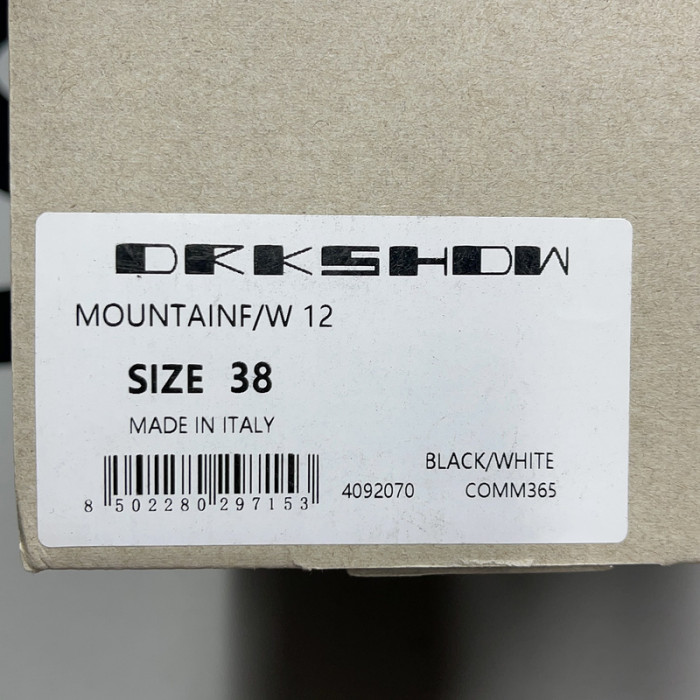 DRKSHDW
MOUNTAINF/W 12
SIZE 38
MADE IN ITALY
BLACK/WHITE
8 502280 297153
4092070 COMM365